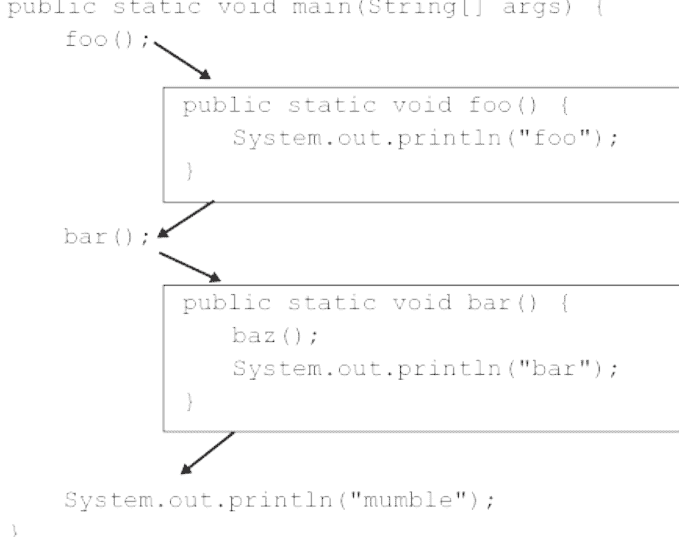 public static void main(String[] args) {
foo();
public static void foo() {
System.out.println("foo");
}
bar();
public static void bar() {
baz();
System.out.println("bar");
}
System.out.println("mumble");
}